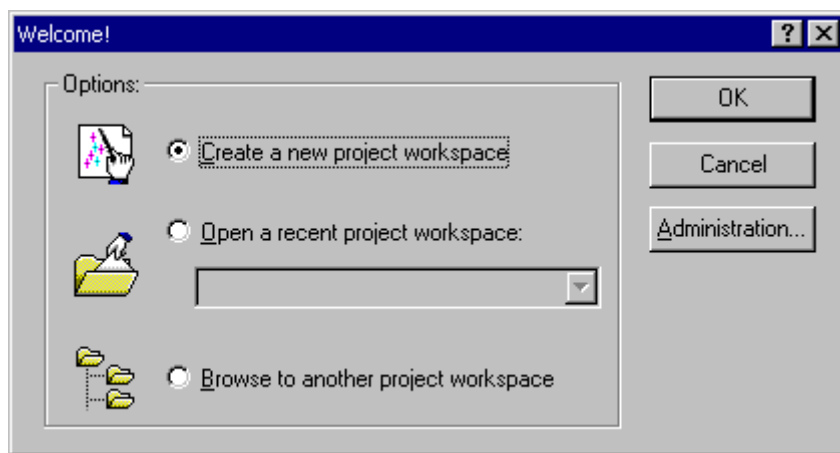 Welcome!
Options:
Create a new project workspace
Open a recent project workspace:
Browse to another project workspace
OK
Cancel
Administration...